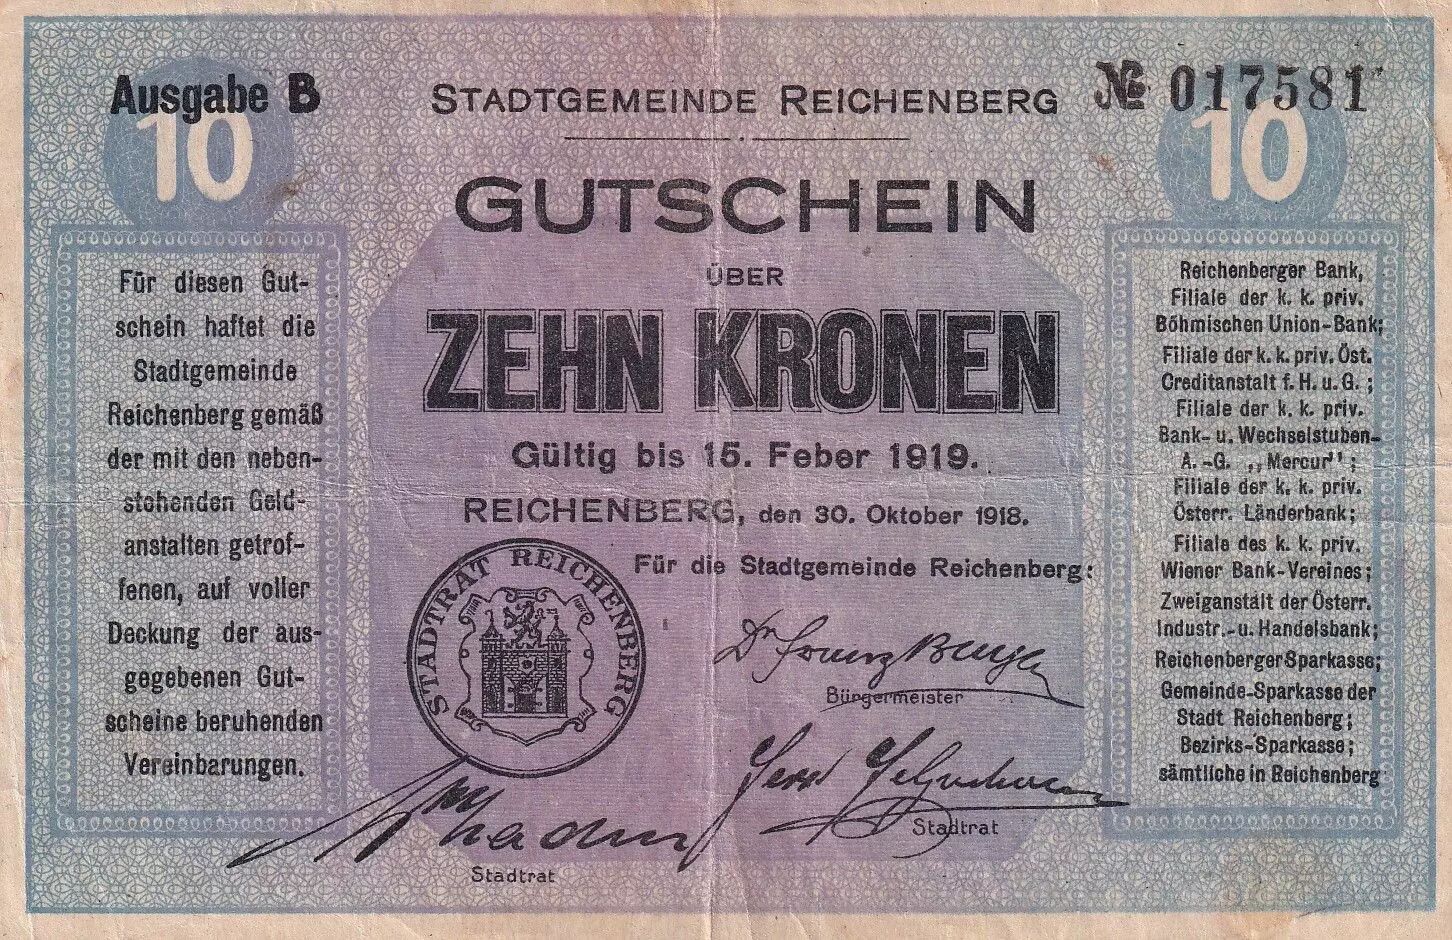 Ausgabe B
10
STADTGEMEINDE REICHENBERG
№ 017581
10
GUTSCHEIN
ÜBER
ZEHN KRONEN
Gültig bis 15. Feber 1919.
REICHENBERG, den 30. Oktober 1918.
Für die Stadtgemeinde Reichenberg:
STADTRAT REICHENBERG
Dr Franz Bayer
Bürgermeister
Stadtrat
Stadtrat
Für diesen Gut-
schein haftet die
Stadtgemeinde
Reichenberg gemäß
der mit den neben-
stehenden Geld-
anstalten getrof-
fenen, auf voller
Deckung der aus-
gegebenen Gut-
scheine beruhenden
Vereinbarungen.
Reichenberger Bank,
Filiale der k. k. priv.
Böhmischen Union-Bank;
Filiale der k. k. priv. Öst.
Creditanstalt f. H. u. G. ;
Filiale der k. k. priv.
Bank- u. Wechselstuben-
A. -G. ,,Mercur'' ;
Filiale der k. k. priv.
Österr. Länderbank;
Filiale des k. k. priv.
Wiener Bank-Vereines;
Zweiganstalt der Österr.
Industr.-u. Handelsbank;
Reichenberger Sparkasse;
Gemeinde-Sparkasse der
Stadt Reichenberg;
Bezirks-Sparkasse;
sämtliche in Reichenberg